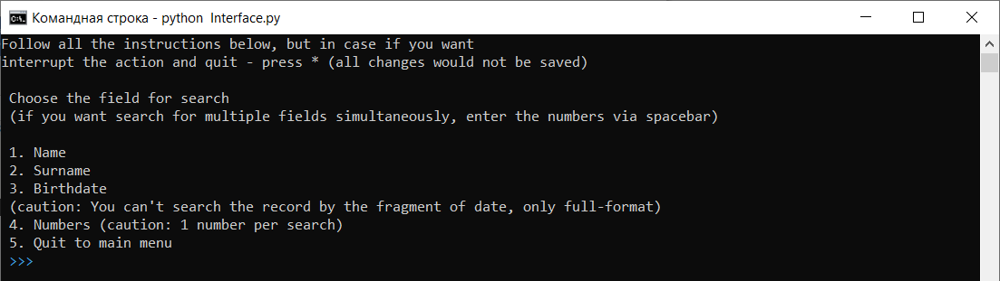 Командная строка - python Interface.py
Follow all the instructions below, but in case if you want
interrupt the action and quit - press * (all changes would not be saved)
Choose the field for search
(if you want search for multiple fields simultaneously, enter the numbers via spacebar)
1. Name
2. Surname
3. Birthdate
(caution: You can't search the record by the fragment of date, only full-format)
4. Numbers (caution: 1 number per search)
5. Quit to main menu
>>>